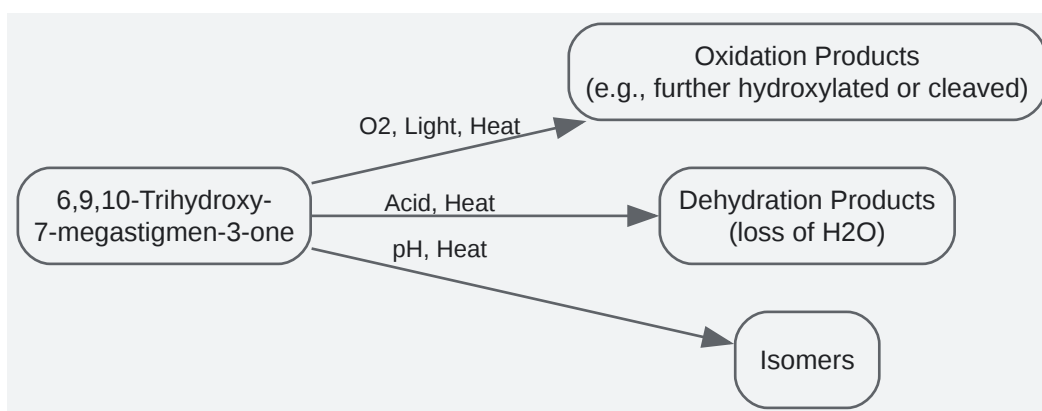 Oxidation Products
(e.g., further hydroxylated or cleaved)
O2, Light, Heat
6,9,10-Trihydroxy-
7-megastigmen-3-one
Acid, Heat
Dehydration Products
(loss of H2O)
pH, Heat
Isomers